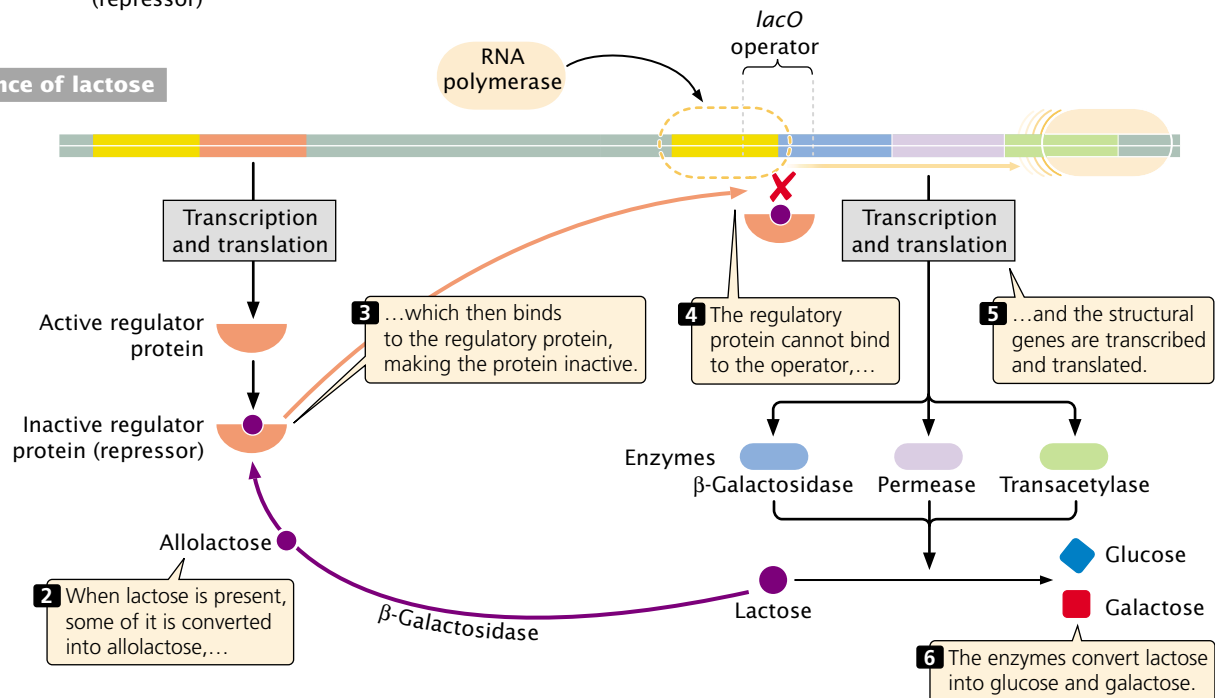 (repressor)
lacO
operator
RNA
polymerase
nce of lactose
Transcription
and translation
Transcription
and translation
3 …which then binds
to the regulatory protein,
making the protein inactive.
4 The regulatory
protein cannot bind
to the operator,…
5 …and the structural
genes are transcribed
and translated.
Active regulator
protein
Inactive regulator
protein (repressor)
Enzymes
β-Galactosidase
Permease
Transacetylase
Allolactose
2 When lactose is present,
some of it is converted
into allolactose,…
β-Galactosidase
Lactose
Glucose
Galactose
6 The enzymes convert lactose
into glucose and galactose.